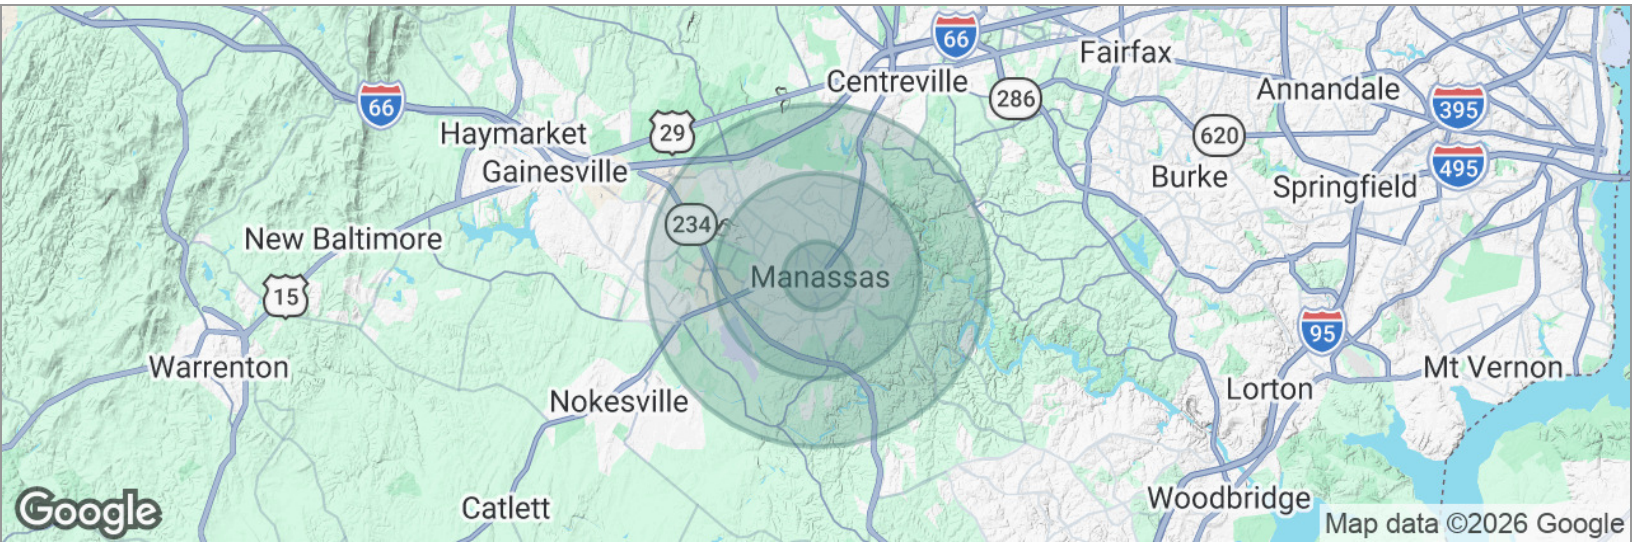 66
Fairfax
Centreville
Annandale
286
395
66
29
620
Haymarket
495
Gainesville
Burke
Springfield
234
New Baltimore
Manassas
15
95
Warrenton
Mt Vernon
Lorton
Nokesville
Woodbridge
Catlett
Google
Map data ©2026 Google